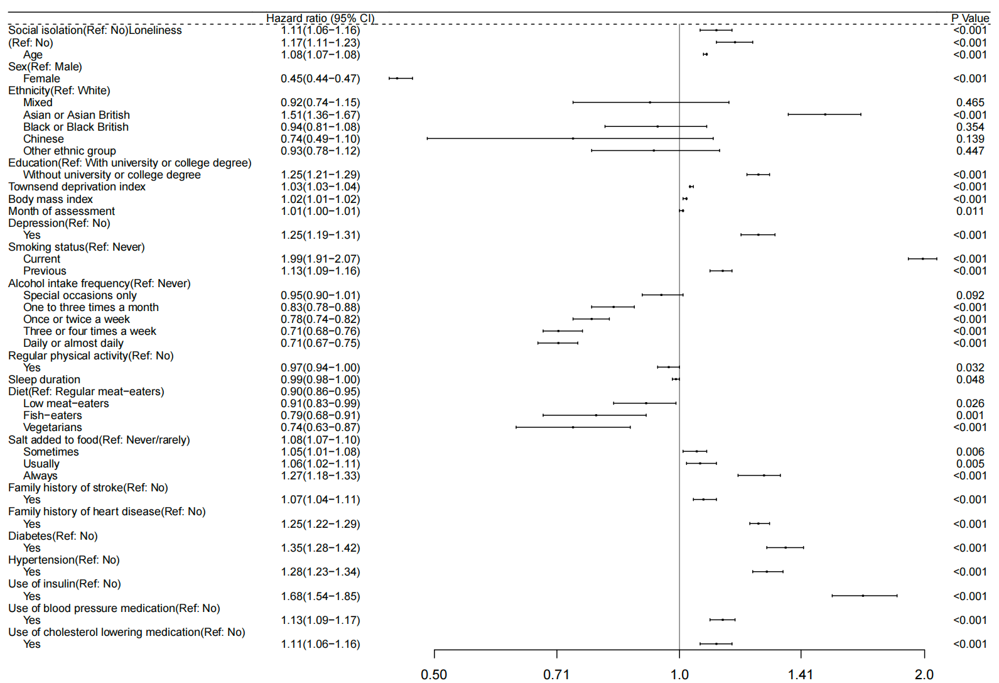 Hazard ratio (95% CI) P Value
Social isolation(Ref: No)Loneliness 1.11(1.06−1.16) <0.001
(Ref: No) 1.17(1.11−1.23) <0.001
Age 1.08(1.07−1.08) <0.001
Sex(Ref: Male)
Female 0.45(0.44−0.47) <0.001
Ethnicity(Ref: White)
Mixed 0.92(0.74−1.15) 0.465
Asian or Asian British 1.51(1.36−1.67) <0.001
Black or Black British 0.94(0.81−1.08) 0.354
Chinese 0.74(0.49−1.10) 0.139
Other ethnic group 0.93(0.78−1.12) 0.447
Education(Ref: With university or college degree)
Without university or college degree 1.25(1.21−1.29) <0.001
Townsend deprivation index 1.03(1.03−1.04) <0.001
Body mass index 1.02(1.01−1.02) <0.001
Month of assessment 1.01(1.00−1.01) 0.011
Depression(Ref: No)
Yes 1.25(1.19−1.31) <0.001
Smoking status(Ref: Never)
Current 1.99(1.91−2.07) <0.001
Previous 1.13(1.09−1.16) <0.001
Alcohol intake frequency(Ref: Never)
Special occasions only 0.95(0.90−1.01) 0.092
One to three times a month 0.83(0.78−0.88) <0.001
Once or twice a week 0.78(0.74−0.82) <0.001
Three or four times a week 0.71(0.68−0.76) <0.001
Daily or almost daily 0.71(0.67−0.75) <0.001
Regular physical activity(Ref: No)
Yes 0.97(0.94−1.00) 0.032
Sleep duration 0.99(0.98−1.00) 0.048
Diet(Ref: Regular meat−eaters) 0.90(0.86−0.95)
Low meat−eaters 0.91(0.83−0.99) 0.026
Fish−eaters 0.79(0.68−0.91) 0.001
Vegetarians 0.74(0.63−0.87) <0.001
Salt added to food(Ref: Never/rarely) 1.08(1.07−1.10)
Sometimes 1.05(1.01−1.08) 0.006
Usually 1.06(1.02−1.11) 0.005
Always 1.27(1.18−1.33) <0.001
Family history of stroke(Ref: No)
Yes 1.07(1.04−1.11) <0.001
Family history of heart disease(Ref: No)
Yes 1.25(1.22−1.29) <0.001
Diabetes(Ref: No)
Yes 1.35(1.28−1.42) <0.001
Hypertension(Ref: No)
Yes 1.28(1.23−1.34) <0.001
Use of insulin(Ref: No)
Yes 1.68(1.54−1.85) <0.001
Use of blood pressure medication(Ref: No)
Yes 1.13(1.09−1.17) <0.001
Use of cholesterol lowering medication(Ref: No)
Yes 1.11(1.06−1.16) <0.001
0.50 0.71 1.0 1.41 2.0